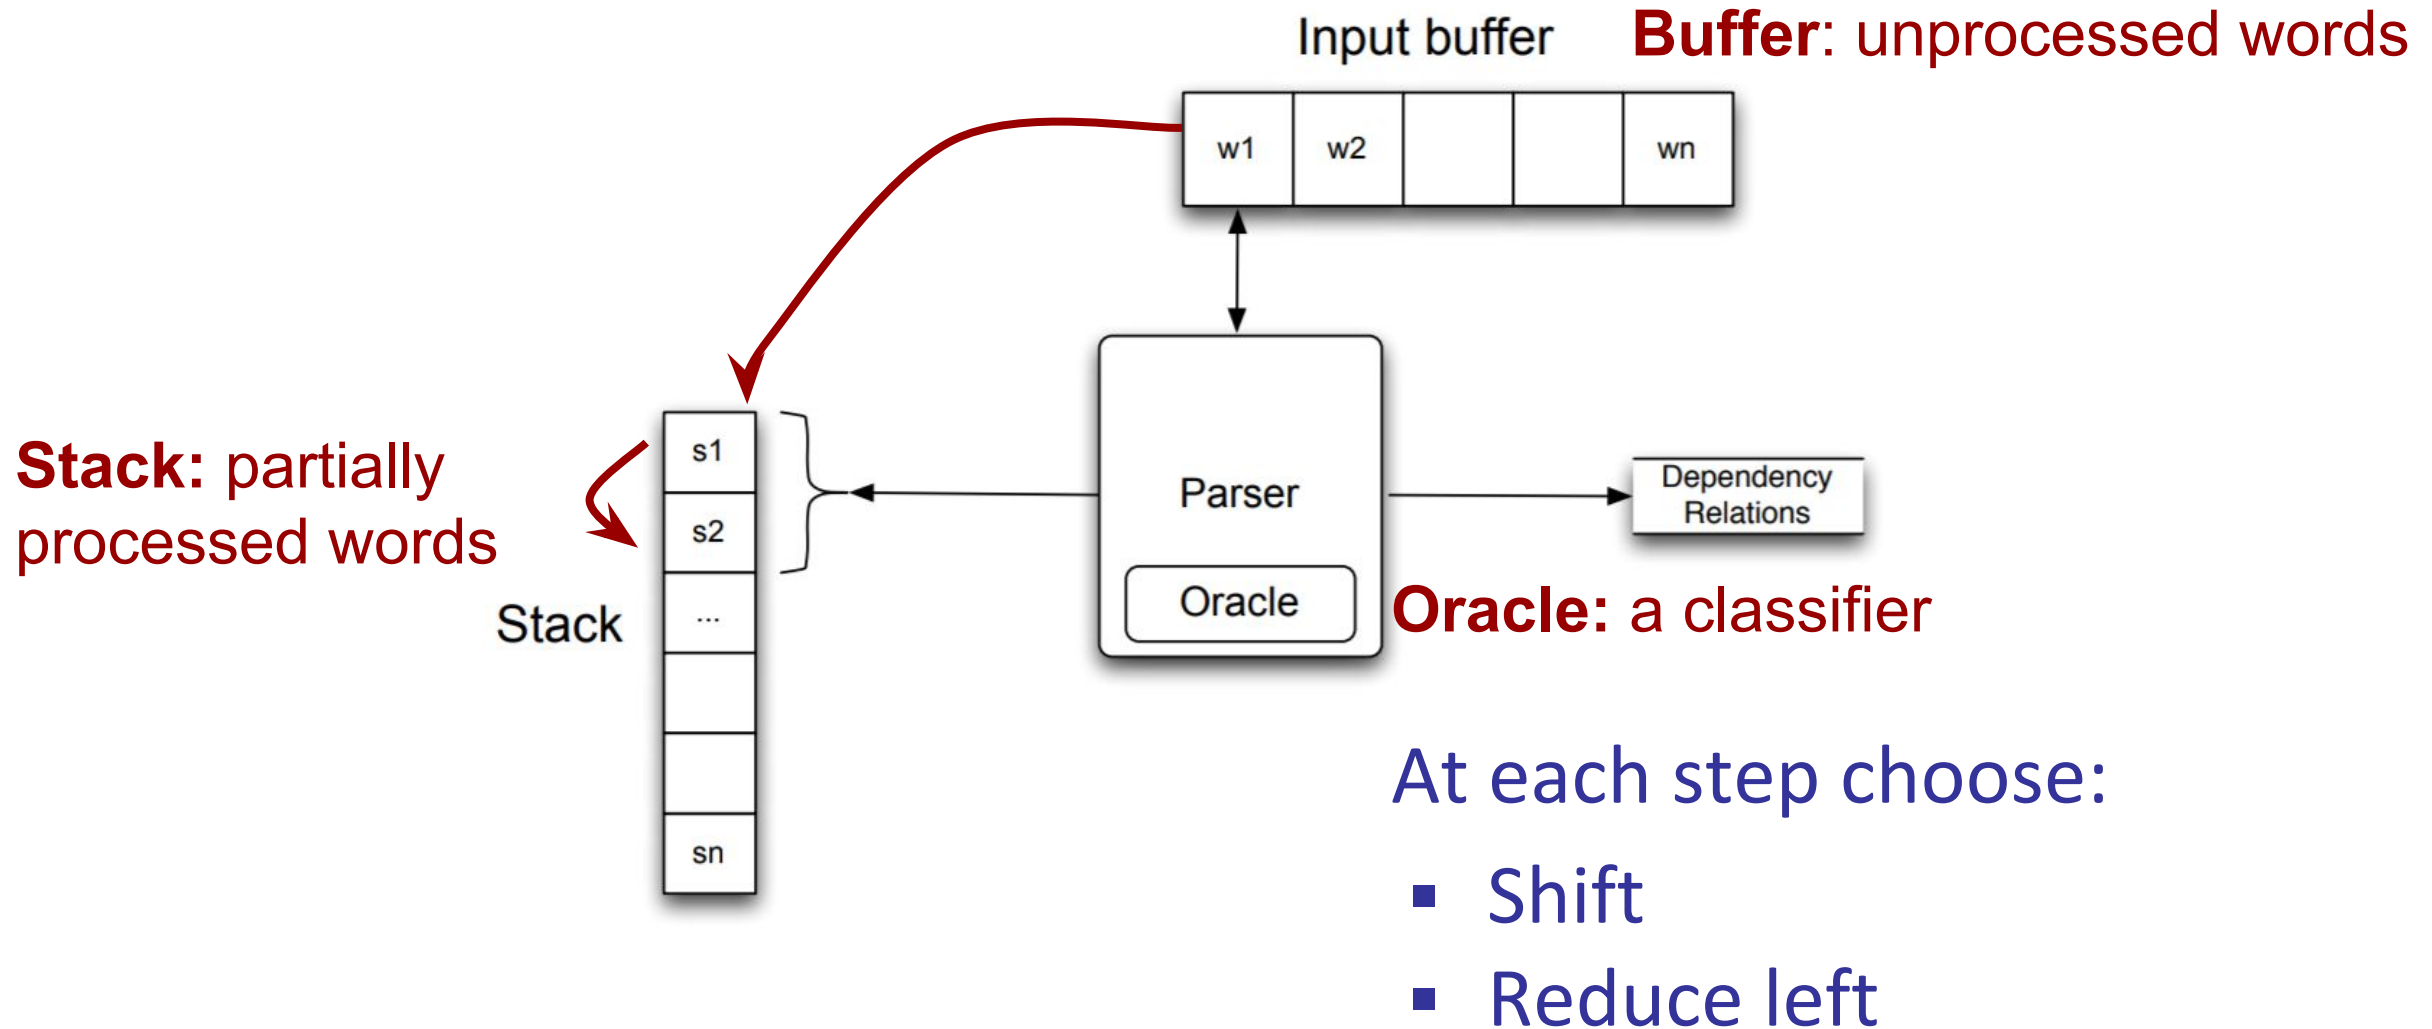 Input buffer
Buffer: unprocessed words
w1
w2
wn
Stack: partially
processed words
s1
s2
...
sn
Stack
Parser
Oracle
Dependency
Relations
Oracle: a classifier
At each step choose:
▪ Shift
▪ Reduce left